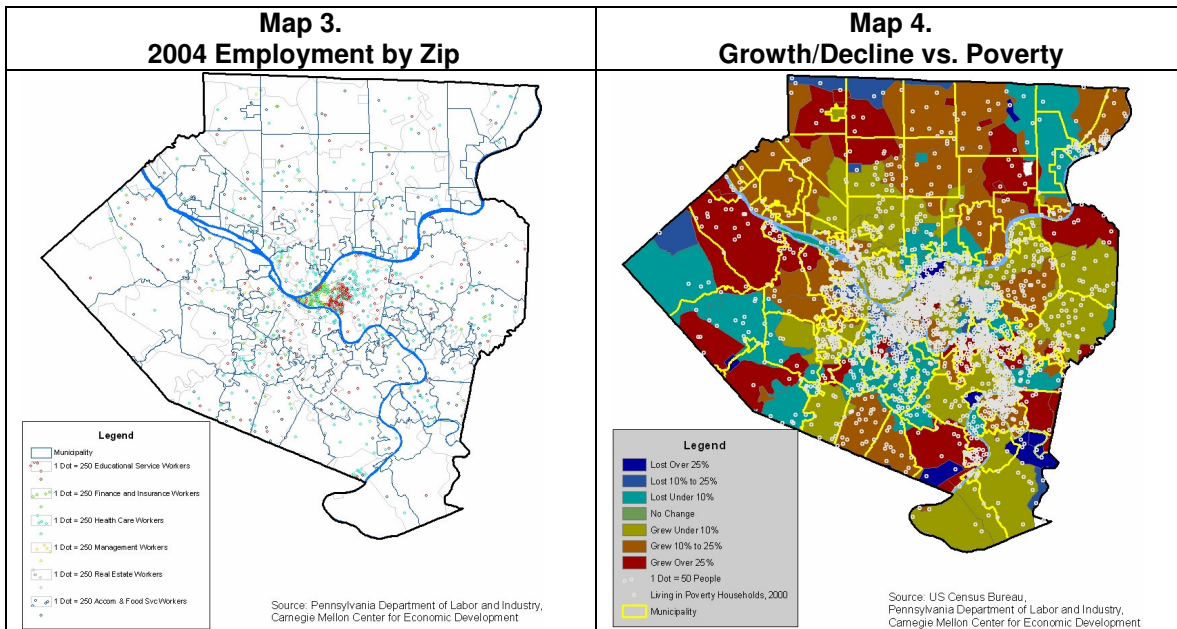 Map 3.
2004 Employment by Zip
Legend
Municipality
1 Dot = 250 Educational Service Workers
1 Dot = 250 Finance and Insurance Workers
1 Dot = 250 Health Care Workers
1 Dot = 250 Management Workers
1 Dot = 250 Real Estate Workers
1 Dot = 250 Accom & Food Svc Workers
Source: Pennsylvania Department of Labor and Industry,
Carnegie Mellon Center for Economic Development
Map 4.
Growth/Decline vs. Poverty
Legend
Lost Over 25%
Lost 10% to 25%
Lost Under 10%
No Change
Grew Under 10%
Grew 10% to 25%
Grew Over 25%
1 Dot = 50 People
Living in Poverty Households, 2000
Municipality
Source: US Census Bureau,
Pennsylvania Department of Labor and Industry,
Carnegie Mellon Center for Economic Development